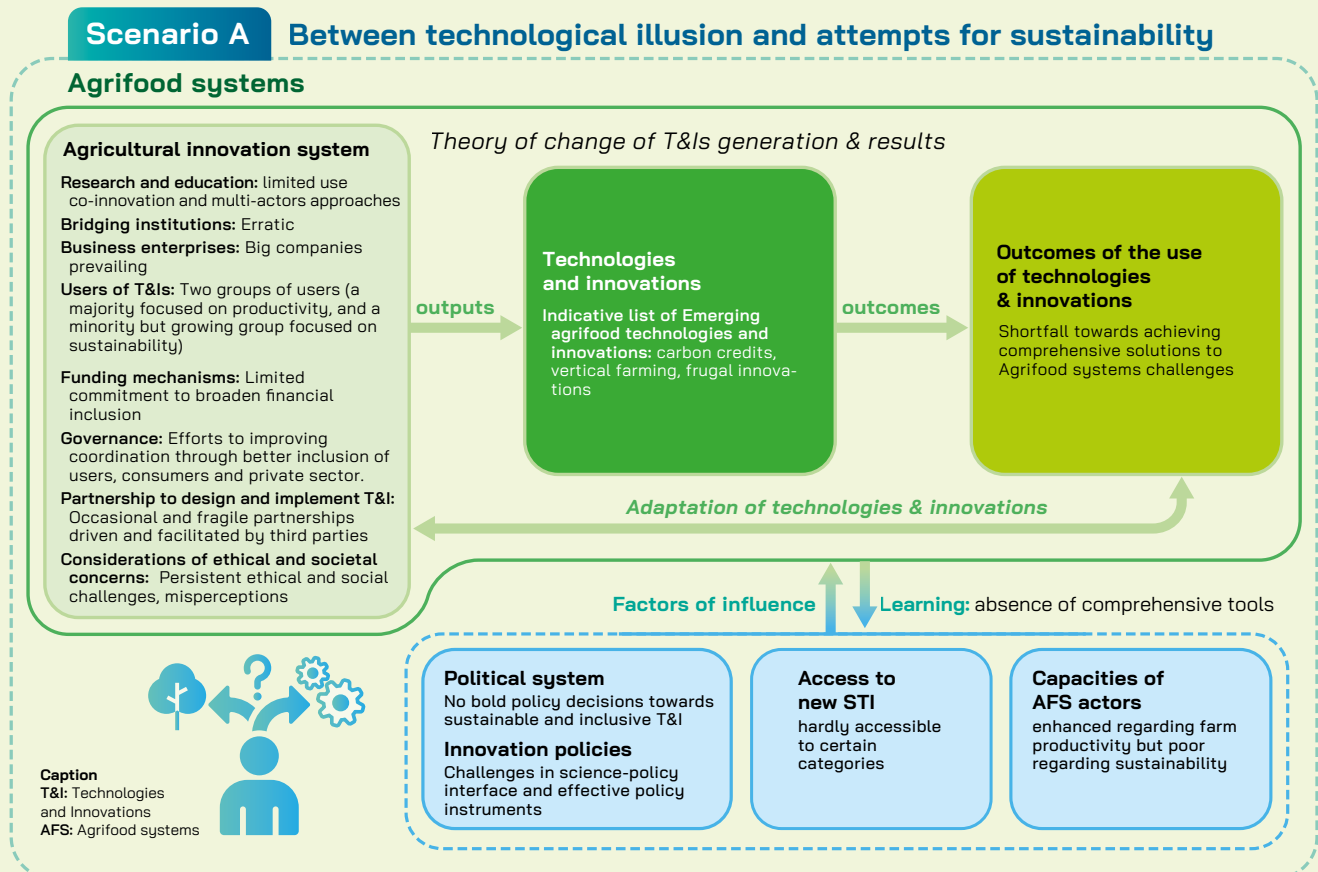 Scenario A
Between technological illusion and attempts for sustainability
Agrifood systems
Agricultural innovation system
Research and education: limited use
co-innovation and multi-actors approaches
Bridging institutions: Erratic
Business enterprises: Big companies
prevailing
Users of T&Is: Two groups of users (a
majority focused on productivity, and a
minority but growing group focused on
sustainability)
Funding mechanisms: Limited
commitment to broaden financial
inclusion
Governance: Efforts to improving
coordination through better inclusion of
users, consumers and private sector.
Partnership to design and implement T&I:
Occasional and fragile partnerships
driven and facilitated by third parties
Considerations of ethical and societal
concerns: Persistent ethical and social
challenges, misperceptions
Theory of change of T&Is generation & results
outputs
Technologies
and innovations
Indicative list of Emerging
agrifood technologies and
innovations: carbon credits,
vertical farming, frugal innova-
tions
outcomes
Outcomes of the use
of technologies
& innovations
Shortfall towards achieving
comprehensive solutions to
Agrifood systems challenges
Adaptation of technologies & innovations
Factors of influence
Learning: absence of comprehensive tools
Political system
No bold policy decisions towards
sustainable and inclusive T&I
Innovation policies
Challenges in science-policy
interface and effective policy
instruments
Access to
new STI
hardly accessible
to certain
categories
Capacities of
AFS actors
enhanced regarding farm
productivity but poor
regarding sustainability
?
Caption
T&I: Technologies
and Innovations
AFS: Agrifood systems